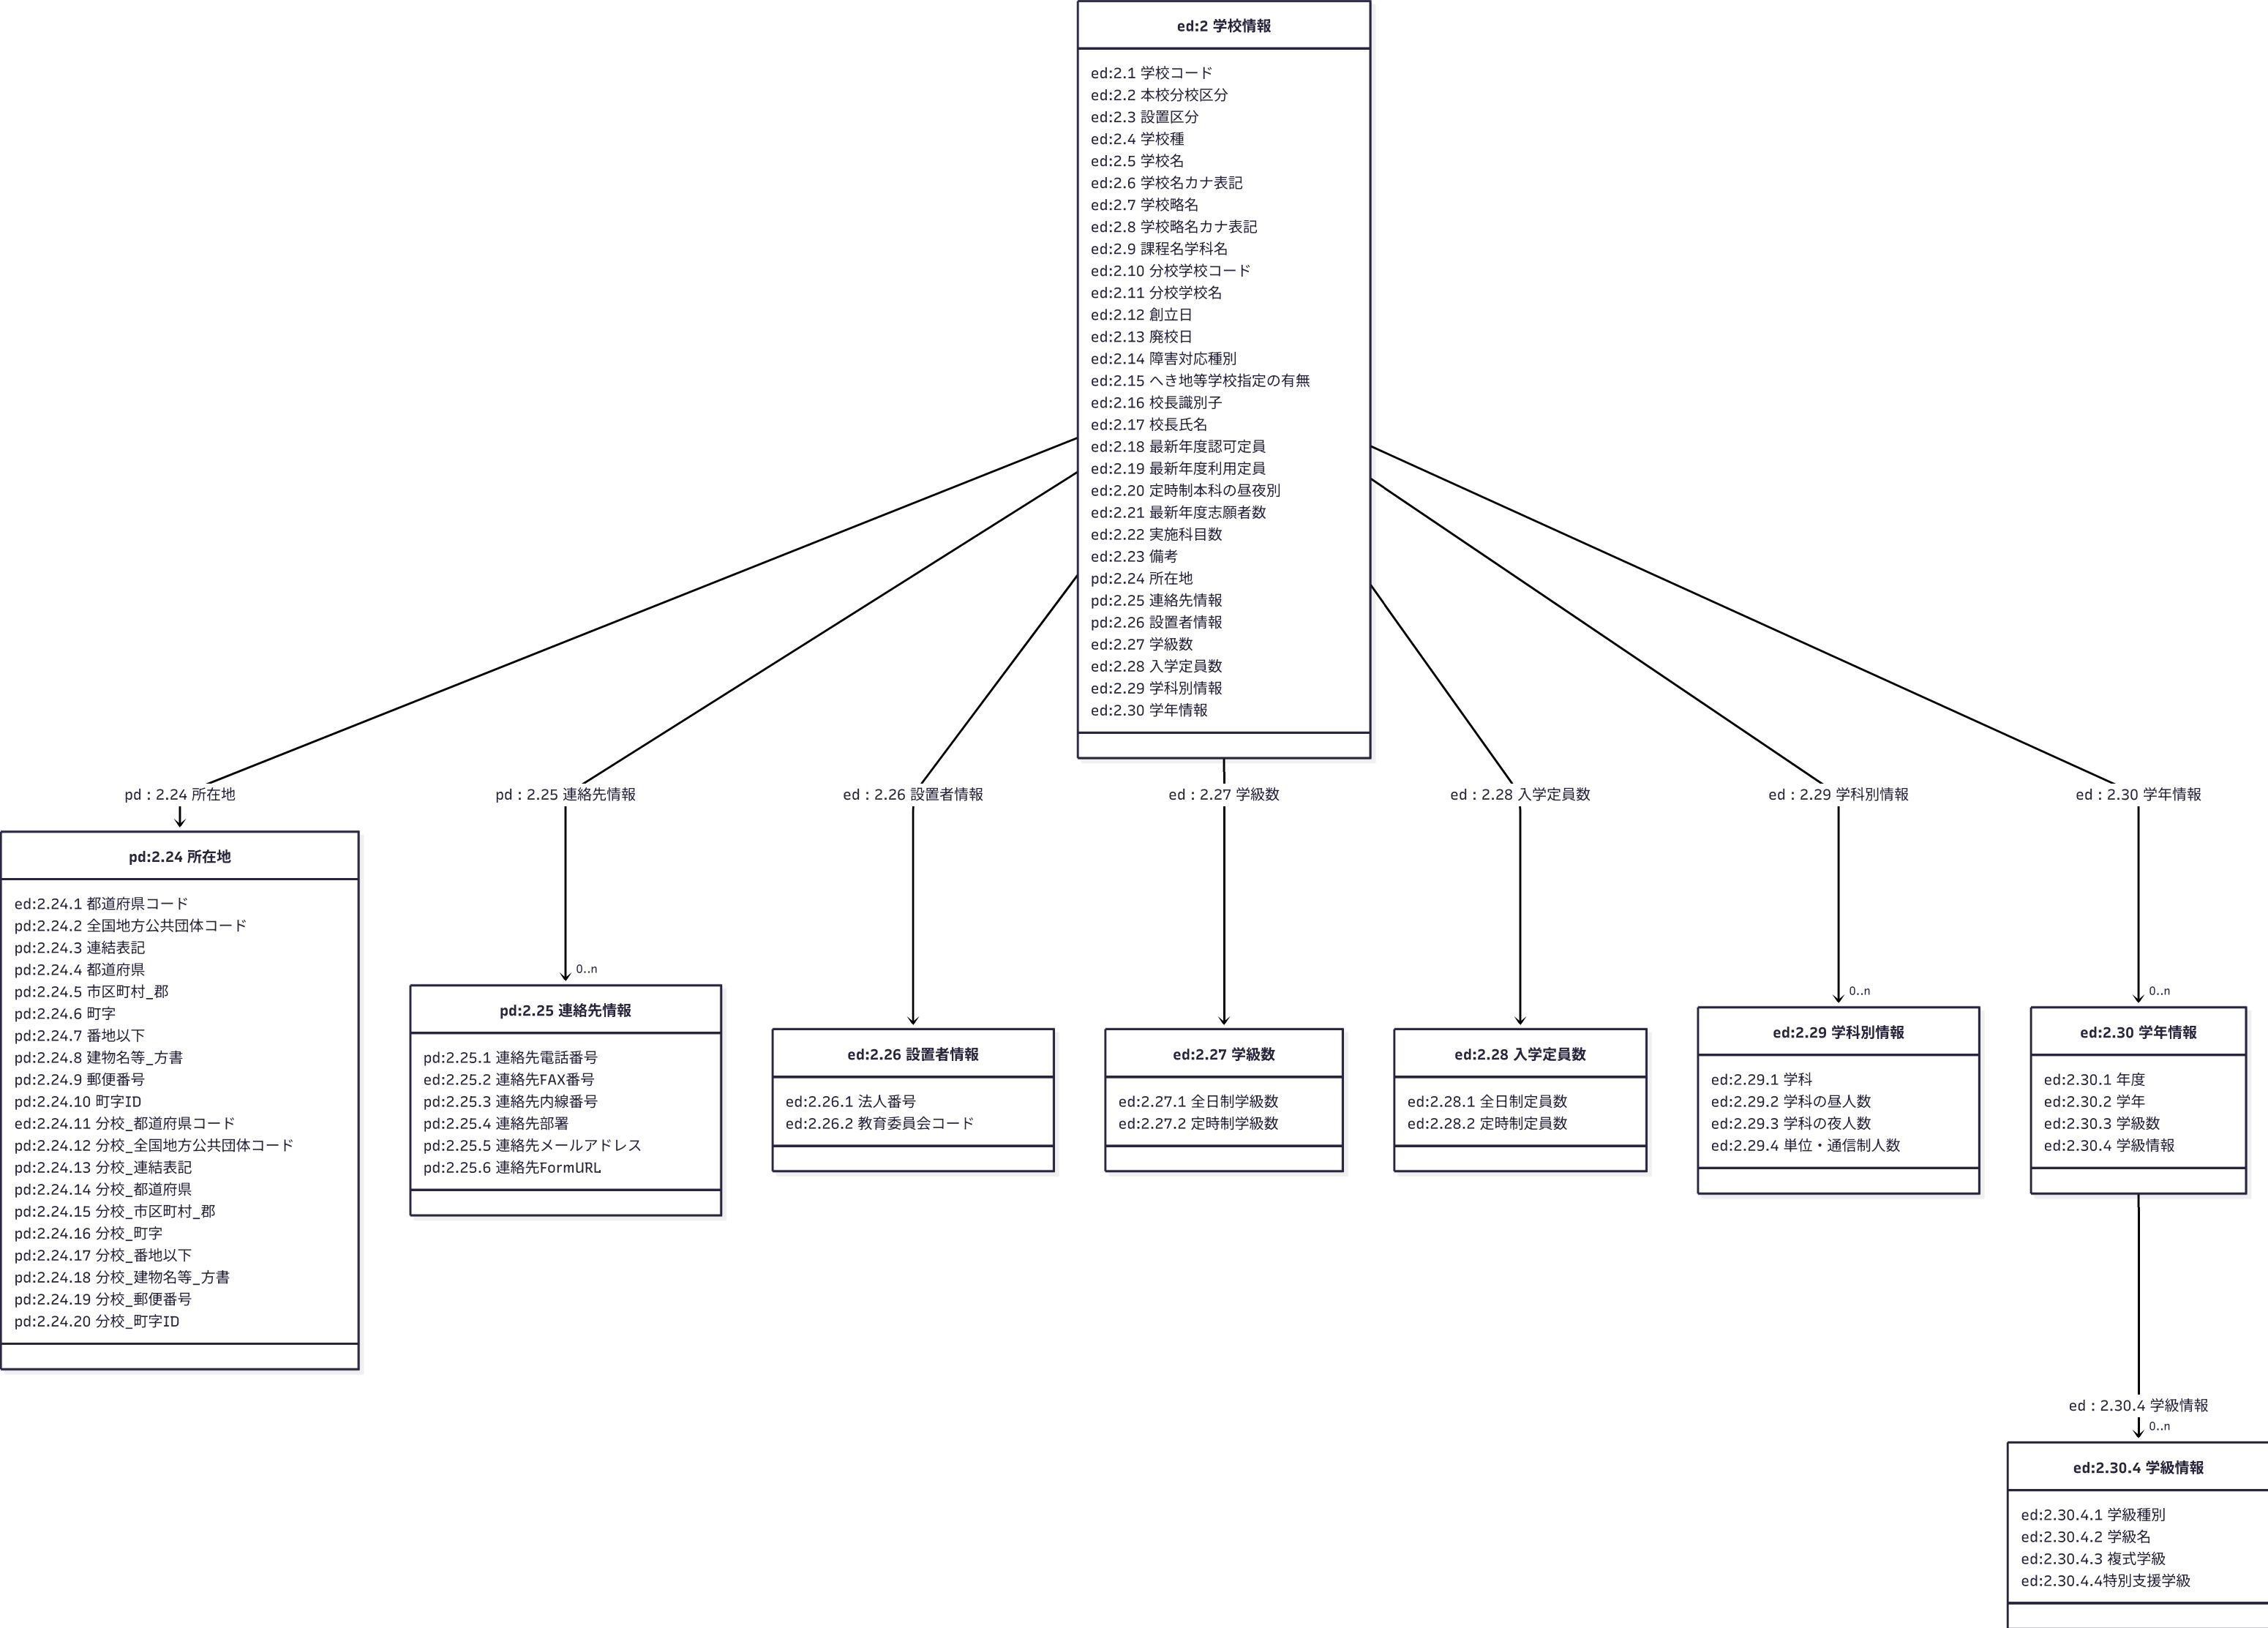 ed:2 学校情報
ed:2.1 学校コード
ed:2.2 本校分校区分
ed:2.3 設置区分
ed:2.4 学校種
ed:2.5 学校名
ed:2.6 学校名カナ表記
ed:2.7 学校略名
ed:2.8 学校略名カナ表記
ed:2.9 課程名学科名
ed:2.10 分校学校コード
ed:2.11 分校学校名
ed:2.12 創立日
ed:2.13 廃校日
ed:2.14 障害対応種別
ed:2.15 へき地等学校指定の有無
ed:2.16 校長識別子
ed:2.17 校長氏名
ed:2.18 最新年度認可定員
ed:2.19 最新年度利用定員
ed:2.20 定時制本科の昼夜別
ed:2.21 最新年度志願者数
ed:2.22 実施科目数
ed:2.23 備考
pd:2.24 所在地
pd:2.25 連絡先情報
pd:2.26 設置者情報
ed:2.27 学級数
ed:2.28 入学定員数
ed:2.29 学科別情報
ed:2.30 学年情報
pd : 2.24 所在地
pd : 2.25 連絡先情報
ed : 2.26 設置者情報
ed : 2.27 学級数
ed : 2.28 入学定員数
ed : 2.29 学科別情報
ed : 2.30 学年情報
pd:2.24 所在地
ed:2.24.1 都道府県コード
pd:2.24.2 全国地方公共団体コード
pd:2.24.3 連結表記
pd:2.24.4 都道府県
pd:2.24.5 市区町村_郡
pd:2.24.6 町字
pd:2.24.7 番地以下
pd:2.24.8 建物名等_方書
pd:2.24.9 郵便番号
pd:2.24.10 町字ID
ed:2.24.11 分校_都道府県コード
pd:2.24.12 分校_全国地方公共団体コード
pd:2.24.13 分校_連結表記
pd:2.24.14 分校_都道府県
pd:2.24.15 分校_市区町村_郡
pd:2.24.16 分校_町字
pd:2.24.17 分校_番地以下
pd:2.24.18 分校_建物名等_方書
pd:2.24.19 分校_郵便番号
pd:2.24.20 分校_町字ID
0..n
pd:2.25 連絡先情報
pd:2.25.1 連絡先電話番号
ed:2.25.2 連絡先FAX番号
pd:2.25.3 連絡先内線番号
pd:2.25.4 連絡先部署
pd:2.25.5 連絡先メールアドレス
pd:2.25.6 連絡先FormURL
ed:2.26 設置者情報
ed:2.26.1 法人番号
ed:2.26.2 教育委員会コード
ed:2.27 学級数
ed:2.27.1 全日制学級数
ed:2.27.2 定時制学級数
ed:2.28 入学定員数
ed:2.28.1 全日制定員数
ed:2.28.2 定時制定員数
0..n
ed:2.29 学科別情報
ed:2.29.1 学科
ed:2.29.2 学科の昼人数
ed:2.29.3 学科の夜人数
ed:2.29.4 単位・通信制人数
0..n
ed:2.30 学年情報
ed:2.30.1 年度
ed:2.30.2 学年
ed:2.30.3 学級数
ed:2.30.4 学級情報
ed : 2.30.4 学級情報
0..n
ed:2.30.4 学級情報
ed:2.30.4.1 学級種別
ed:2.30.4.2 学級名
ed:2.30.4.3 複式学級
ed:2.30.4.4特別支援学級